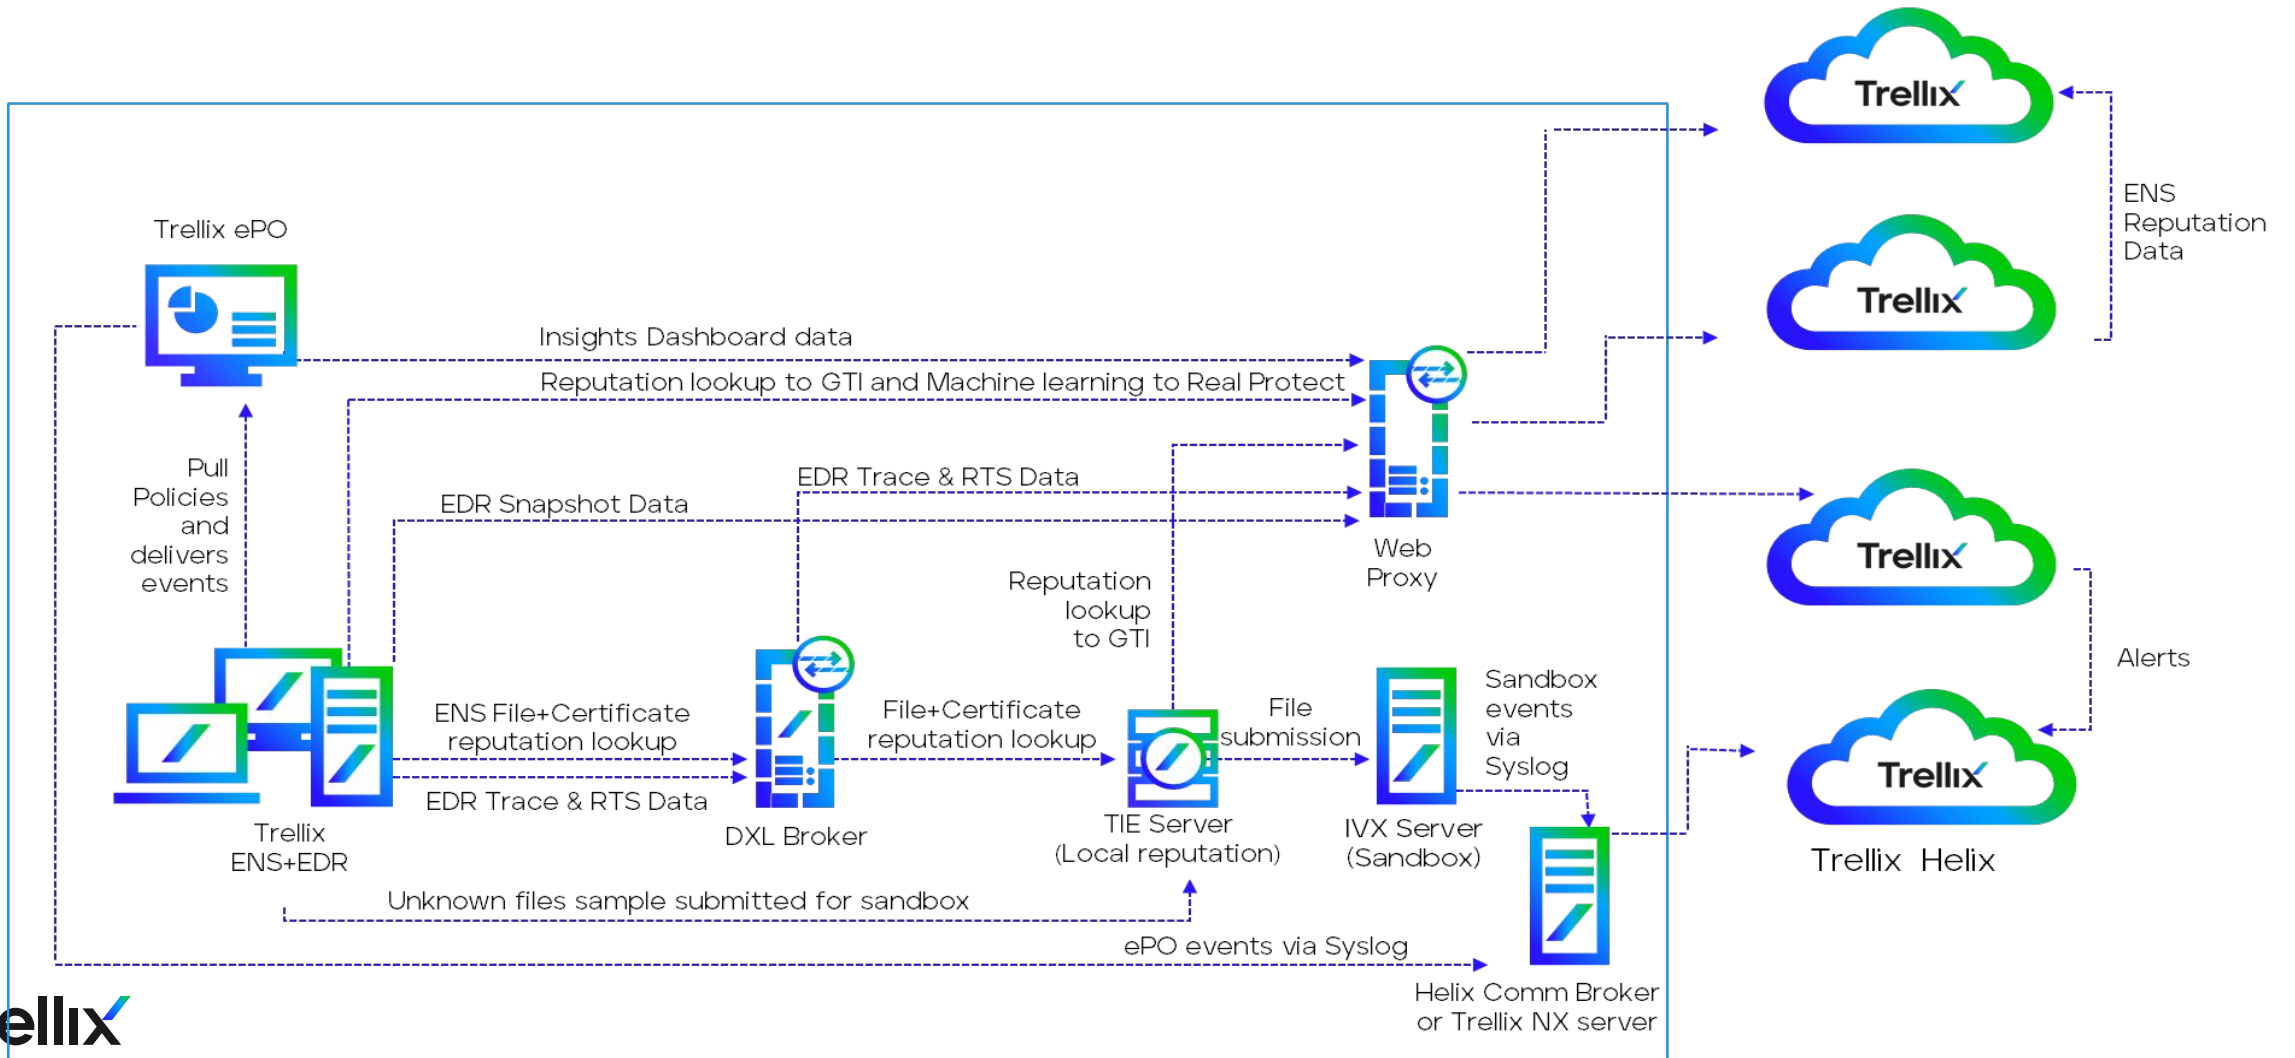 Trellix
ENS
Reputation
Data
Trellix ePO
Trellix
Insights Dashboard data
Reputation lookup to GTI and Machine learning to Real Protect
Pull
Policies
and
delivers
events
EDR Trace & RTS Data
EDR Snapshot Data
Web
Proxy
Trellix
Reputation
lookup
to GTI
Alerts
ENS File+Certificate
reputation lookup
File+Certificate
reputation lookup
File
submission
Sandbox
events
via
Syslog
Trellix
EDR Trace & RTS Data
Trellix
ENS+EDR
DXL Broker
TIE Server
(Local reputation)
IVX Server
(Sandbox)
Trellix Helix
Unknown files sample submitted for sandbox
ePO events via Syslog
Helix Comm Broker
or Trellix NX server
ellix